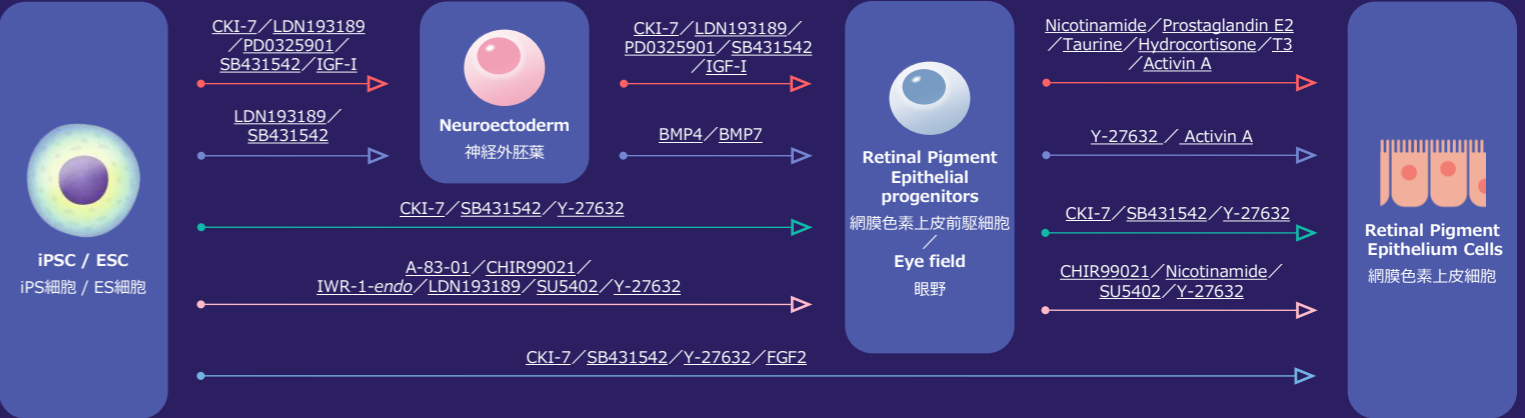 iPSC / ESC
iPS細胞 / ES細胞
CKI-7／LDN193189
／PD0325901／
SB431542／IGF-I
LDN193189／
SB431542
Neuroectoderm
神経外胚葉
CKI-7／LDN193189／
PD0325901／SB431542
／IGF-I
BMP4／BMP7
CKI-7／SB431542／Y-27632
A-83-01／CHIR99021／
IWR-1-endo／LDN193189／SU5402／Y-27632
CKI-7／SB431542／Y-27632／FGF2
Retinal Pigment
Epithelial
progenitors
網膜色素上皮前駆細胞
／
Eye field
眼野
Nicotinamide／Prostaglandin E2
／Taurine／Hydrocortisone／T3
／Activin A
Y-27632 ／ Activin A
CKI-7／SB431542／Y-27632
CHIR99021／Nicotinamide／
SU5402／Y-27632
Retinal Pigment
Epithelium Cells
網膜色素上皮細胞